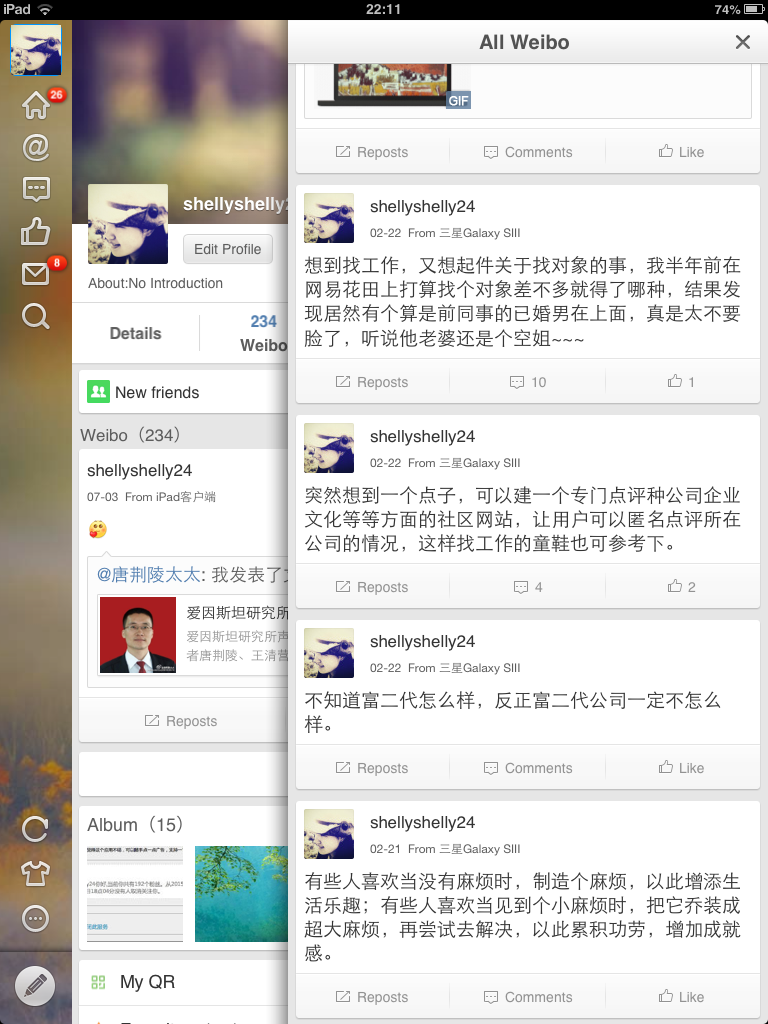 iPad
22:11
74%
26
8
shellyshelly
Edit Profile
About:No Introduction
Details
234
Weibo
New friends
Weibo（234）
shellyshelly24
07-03 From iPad客户端
@唐荆陵太太: 我发表了
爱因斯坦研究所
爱因斯坦研究所声
者唐荆陵、王清营
Reposts
Album（15）
My QR
All Weibo
GIF
Reposts
Comments
Like
shellyshelly24
02-22 From 三星Galaxy SIII
想到找工作，又想起件关于找对象的事，我半年前在
网易花田上打算找个对象差不多就得了哪种，结果发
现居然有个算是前同事的已婚男在上面，真是太不要
脸了，听说他老婆还是个空姐~~~
Reposts
10
1
shellyshelly24
02-22 From 三星Galaxy SIII
突然想到一个点子，可以建一个专门点评种公司企业
文化等等方面的社区网站，让用户可以匿名点评所在
公司的情况，这样找工作的童鞋也可参考下。
Reposts
4
2
shellyshelly24
02-22 From 三星Galaxy SIII
不知道富二代怎么样，反正富二代公司一定不怎么
样。
Reposts
Comments
Like
shellyshelly24
02-21 From 三星Galaxy SIII
有些人喜欢当没有麻烦时，制造个麻烦，以此增添生
活乐趣；有些人喜欢当见到个小麻烦时，把它乔装成
超大麻烦，再尝试去解决，以此累积功劳，增加成就
感。
Reposts
Comments
Like